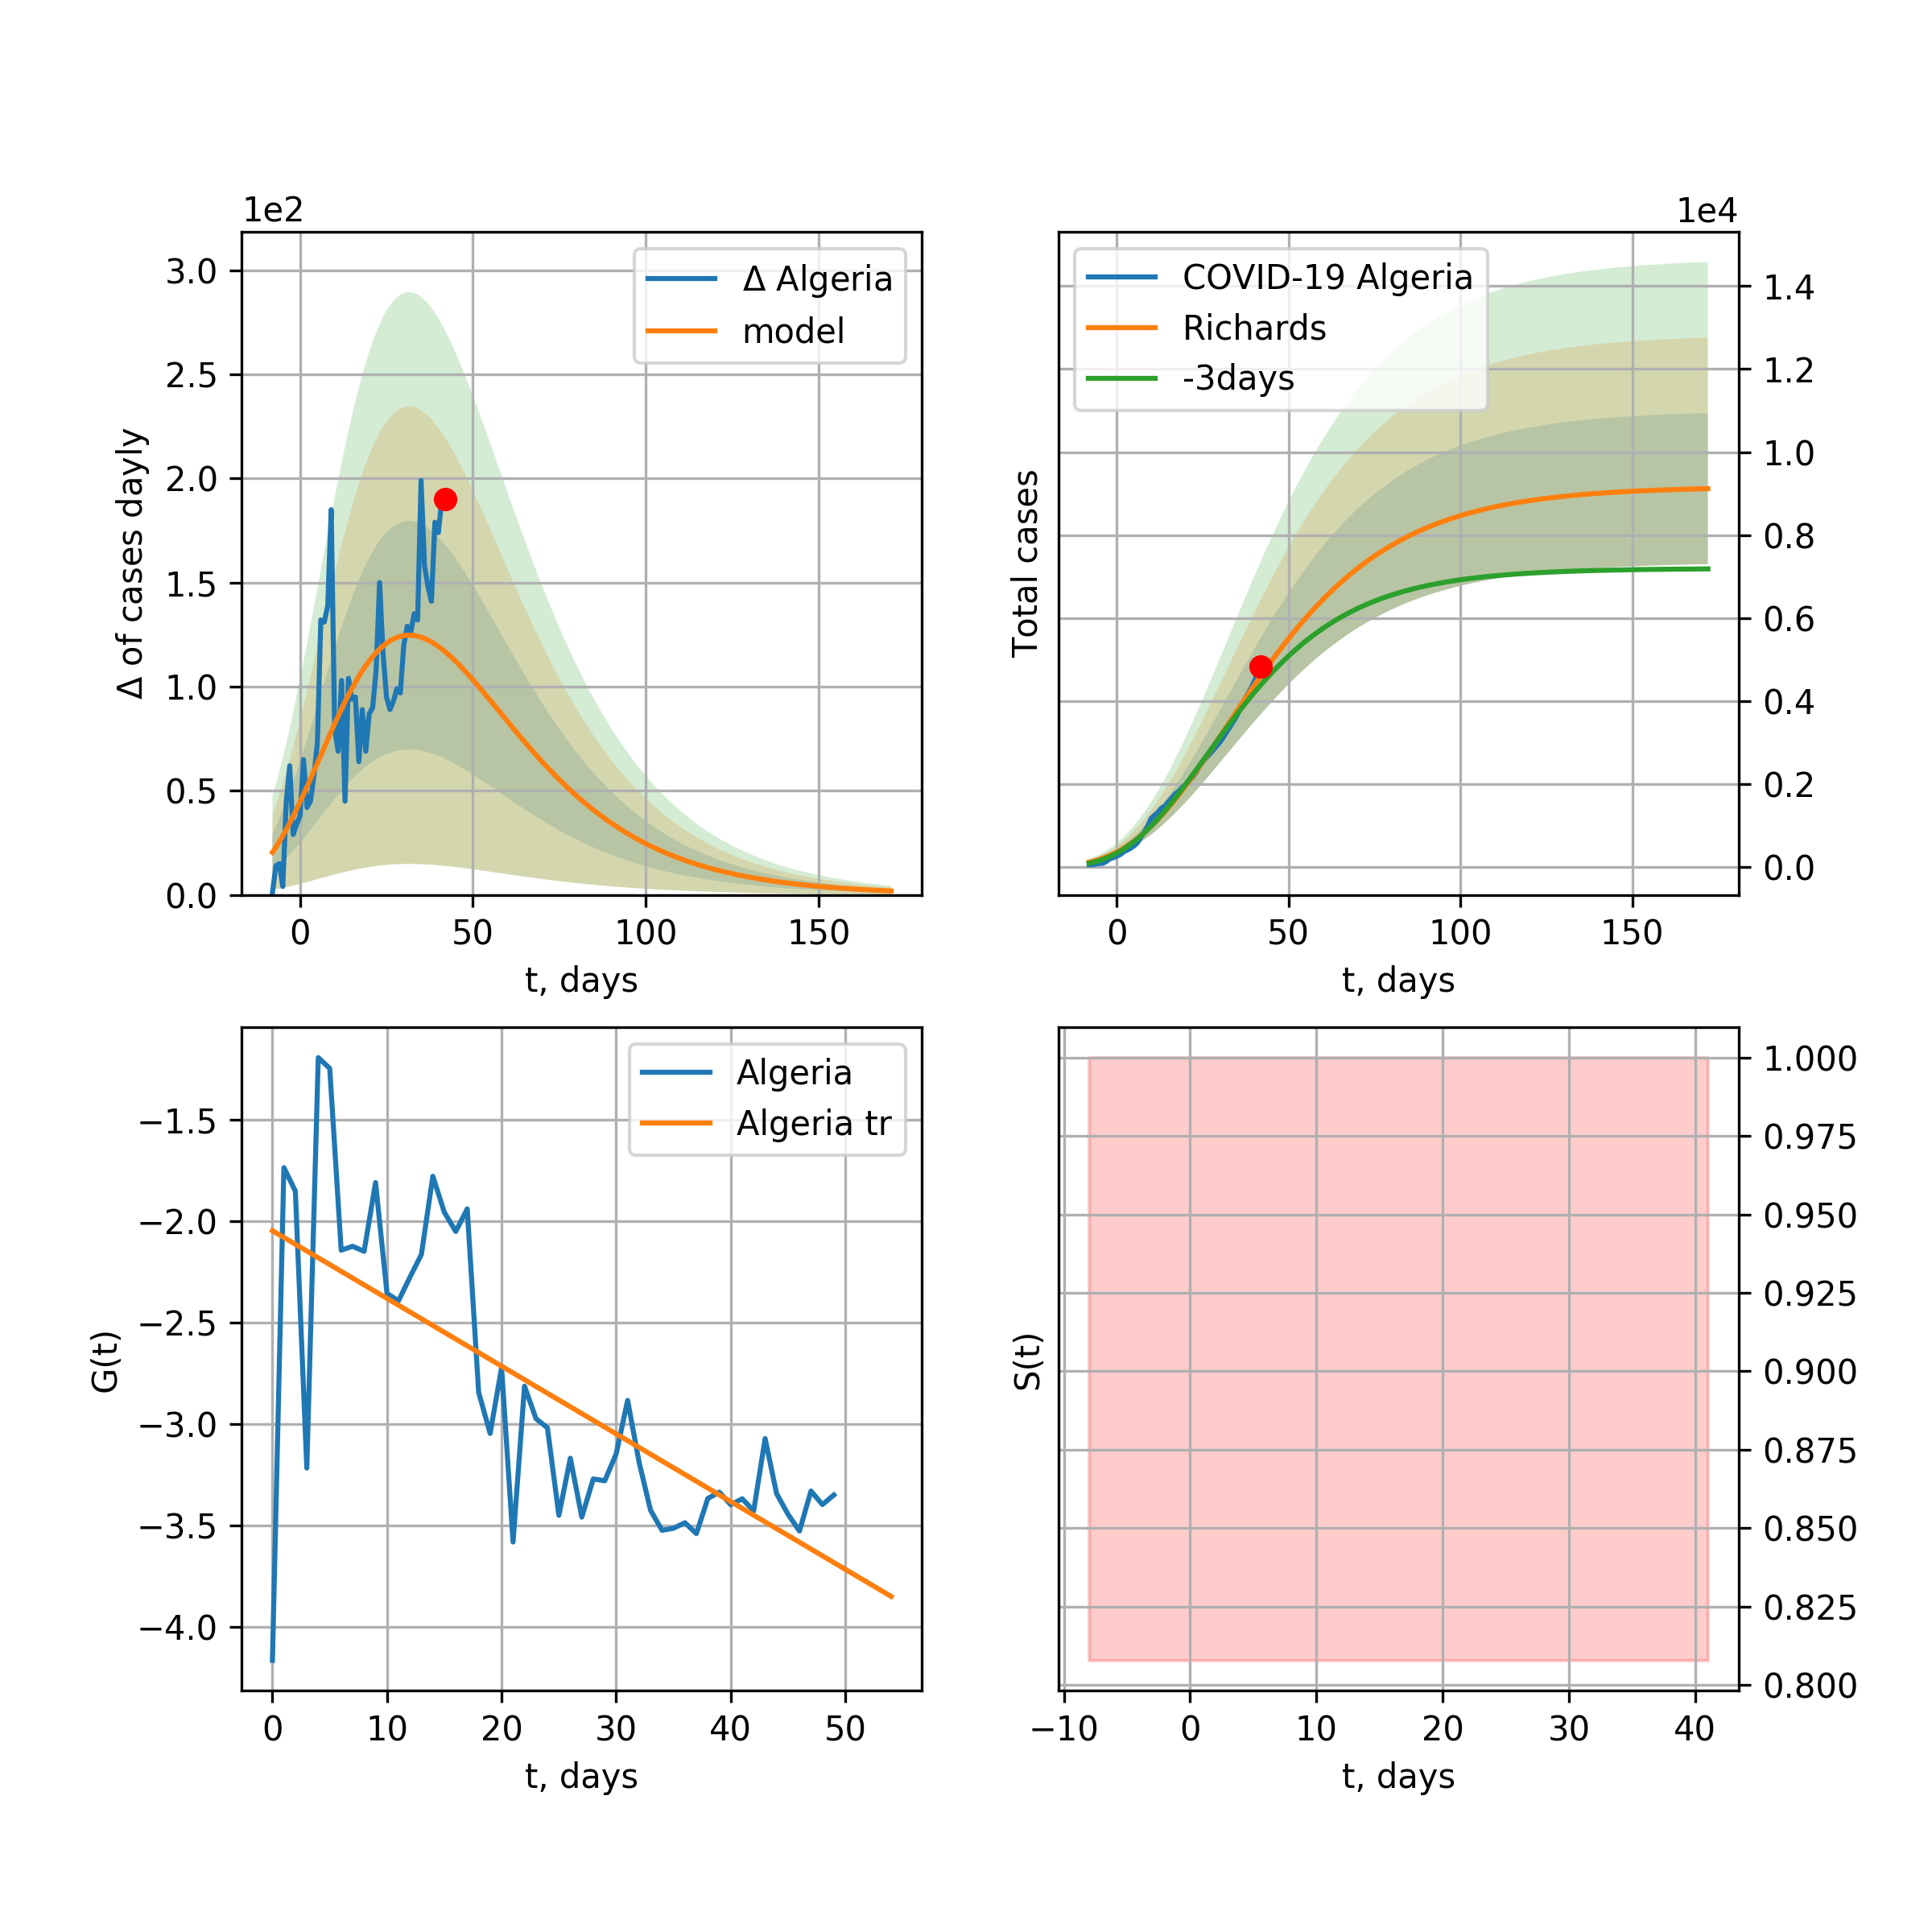 1e2
3.0
2.5
2.0
1.5
1.0
0.5
0.0
Δ of cases dayly
Δ Algeria
model
0 50 100 150
t, days
1e4
COVID-19 Algeria
Richards
-3days
Total cases
1.4
1.2
1.0
0.8
0.6
0.4
0.2
0.0
0 50 100 150
t, days
Algeria
Algeria tr
G(t)
−1.5
−2.0
−2.5
−3.0
−3.5
−4.0
0 10 20 30 40 50
t, days
S(t)
1.000
0.975
0.950
0.925
0.900
0.875
0.850
0.825
0.800
−10 0 10 20 30 40
t, days